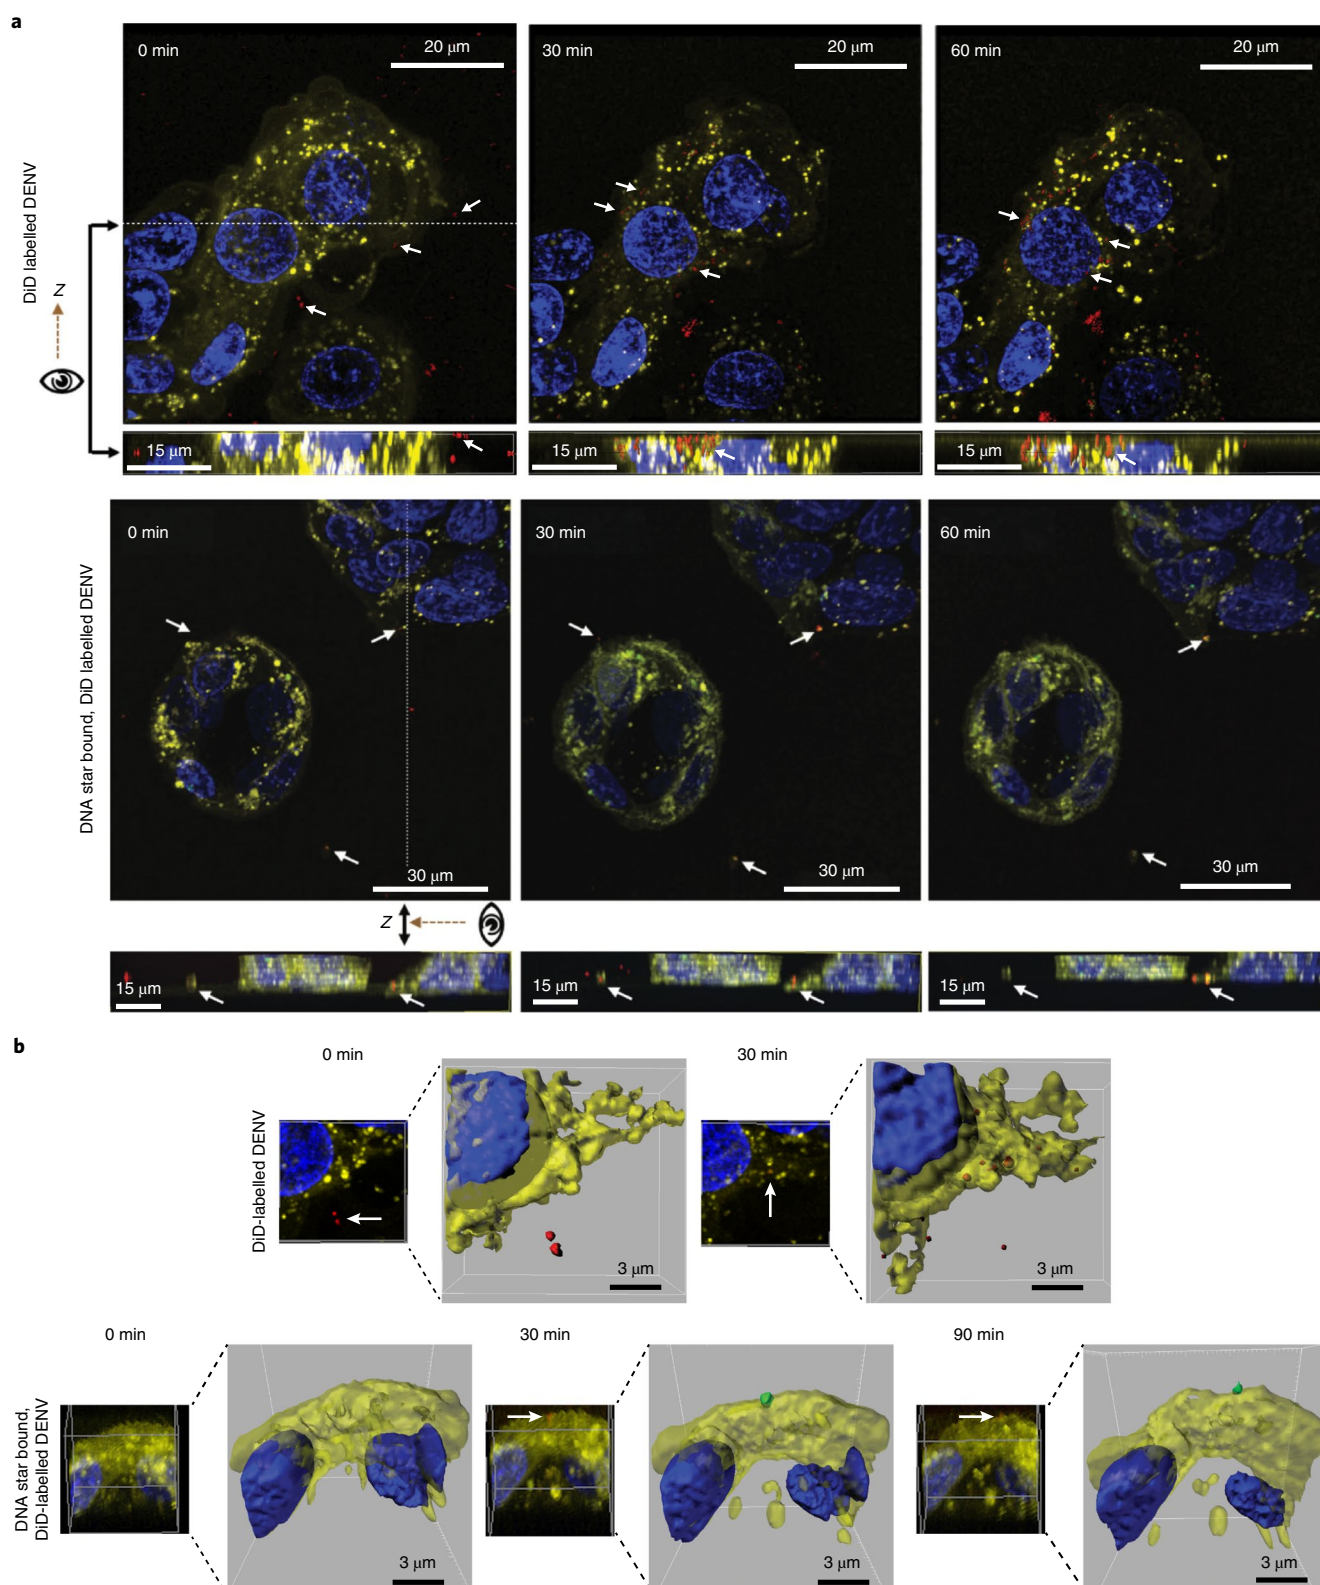 a
0 min
20 µm
30 min
20 µm
60 min
20 µm
DiD labelled DENV
Z
15 µm
15 µm
15 µm
0 min
30 min
60 min
DNA star bound, DiD labelled DENV
30 µm
30 µm
30 µm
Z
15 µm
15 µm
15 µm
b
0 min
30 min
DiD-labelled DENV
3 µm
3 µm
0 min
30 min
90 min
DNA star bound,
DiD-labelled DENV
3 µm
3 µm
3 µm